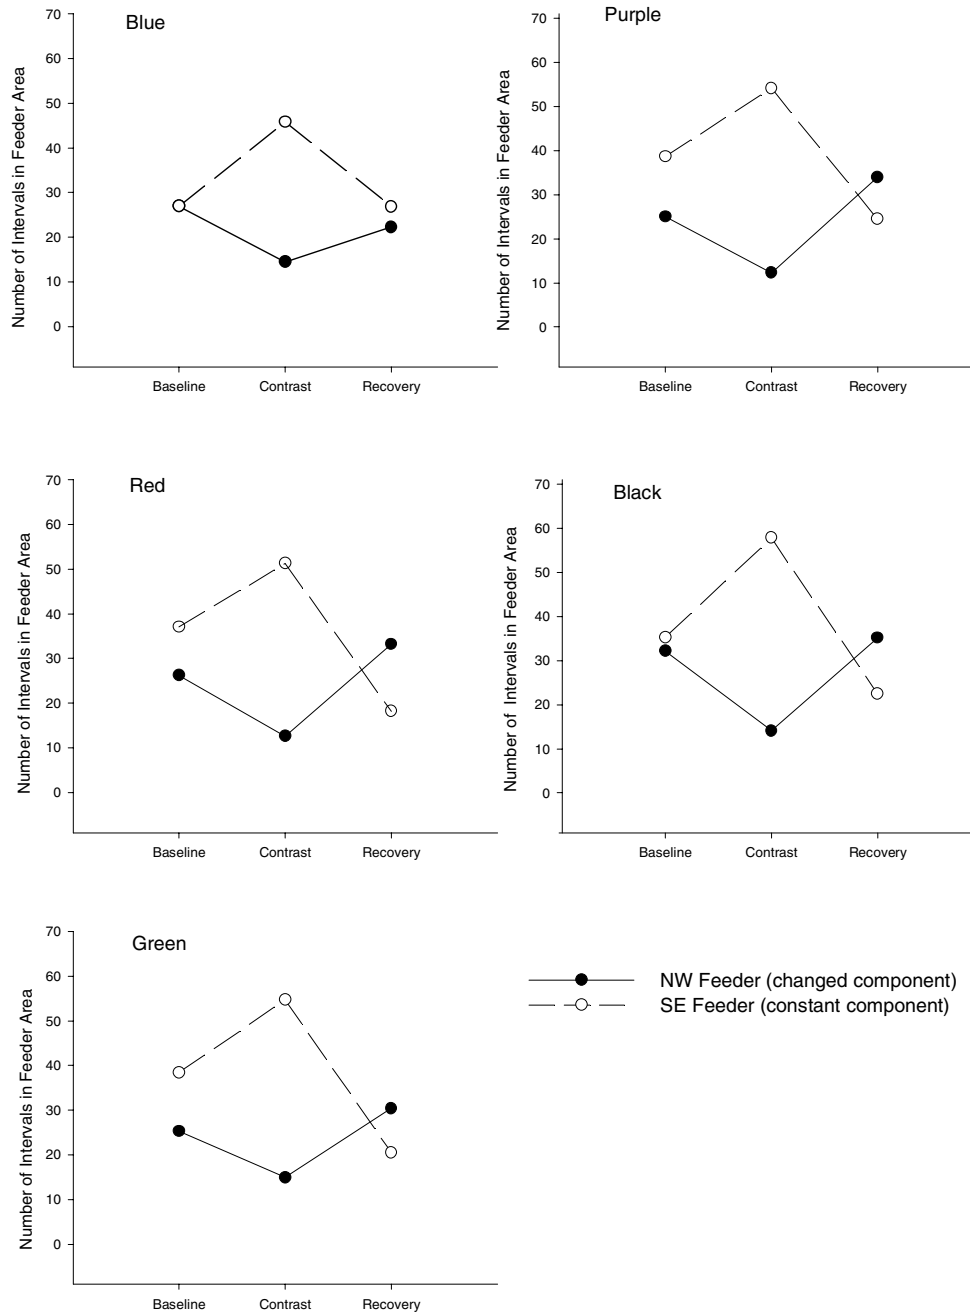 Blue
Number of Intervals in Feeder Area
70
60
50
40
30
20
10
0
Baseline Contrast Recovery
Purple
Number of Intervals in Feeder Area
70
60
50
40
30
20
10
0
Baseline Contrast Recovery
Red
Number of Intervals in Feeder Area
70
60
50
40
30
20
10
0
Baseline Contrast Recovery
Black
Number of Intervals in Feeder Area
70
60
50
40
30
20
10
0
Baseline Contrast Recovery
Green
Number of Intervals in Feeder Area
70
60
50
40
30
20
10
0
Baseline Contrast Recovery
NW Feeder (changed component)
SE Feeder (constant component)